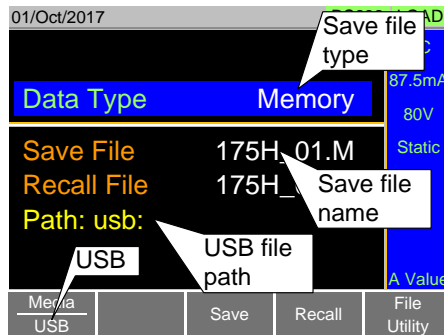 01/Oct/2017
Save file
type
87.5mA
Data Type Memory
80V
Save File 175H_01.M
Static
Recall File 175H_
Save file
name
Path: usb:
USB
USB file
path
A Value
Media
USB
Save
Recall
File
Utility